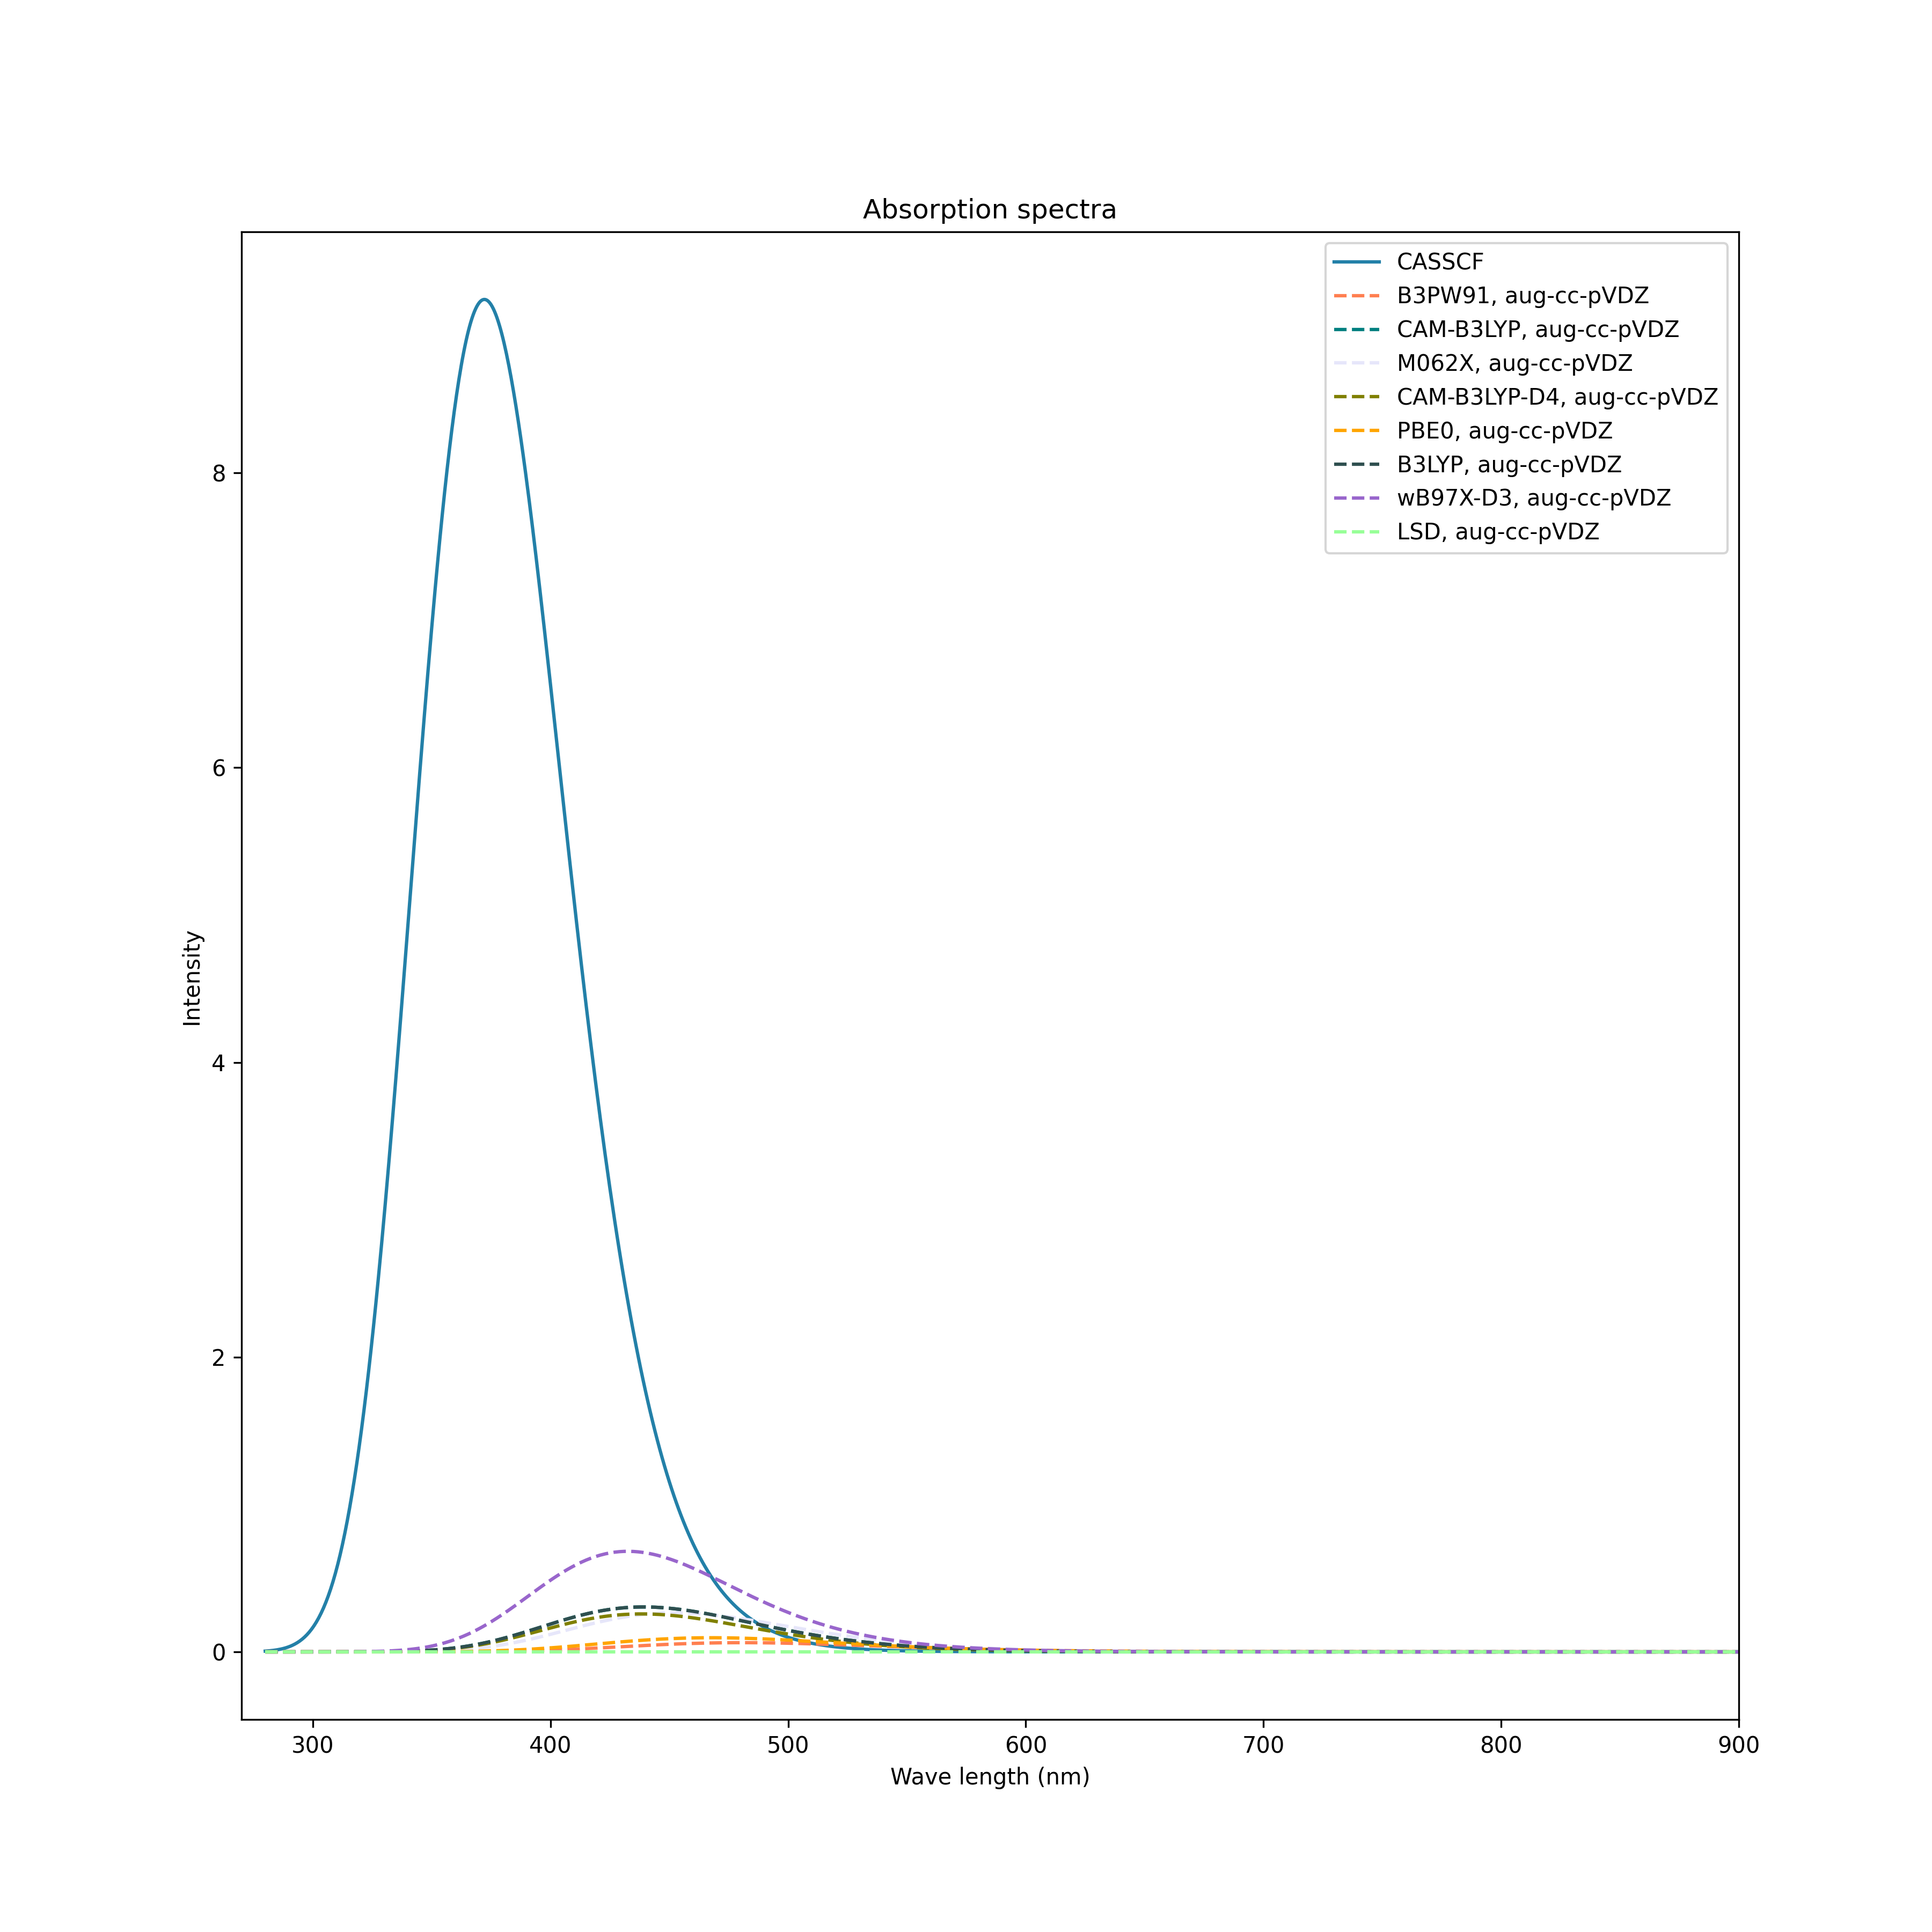 Absorption spectra
CASSCF
B3PW91, aug-cc-pVDZ
CAM-B3LYP, aug-cc-pVDZ
M062X, aug-cc-pVDZ
CAM-B3LYP-D4, aug-cc-pVDZ
PBE0, aug-cc-pVDZ
B3LYP, aug-cc-pVDZ
wB97X-D3, aug-cc-pVDZ
LSD, aug-cc-pVDZ
8
6
4
2
0
Intensity
300 400 500 600 700 800 900
Wave length (nm)